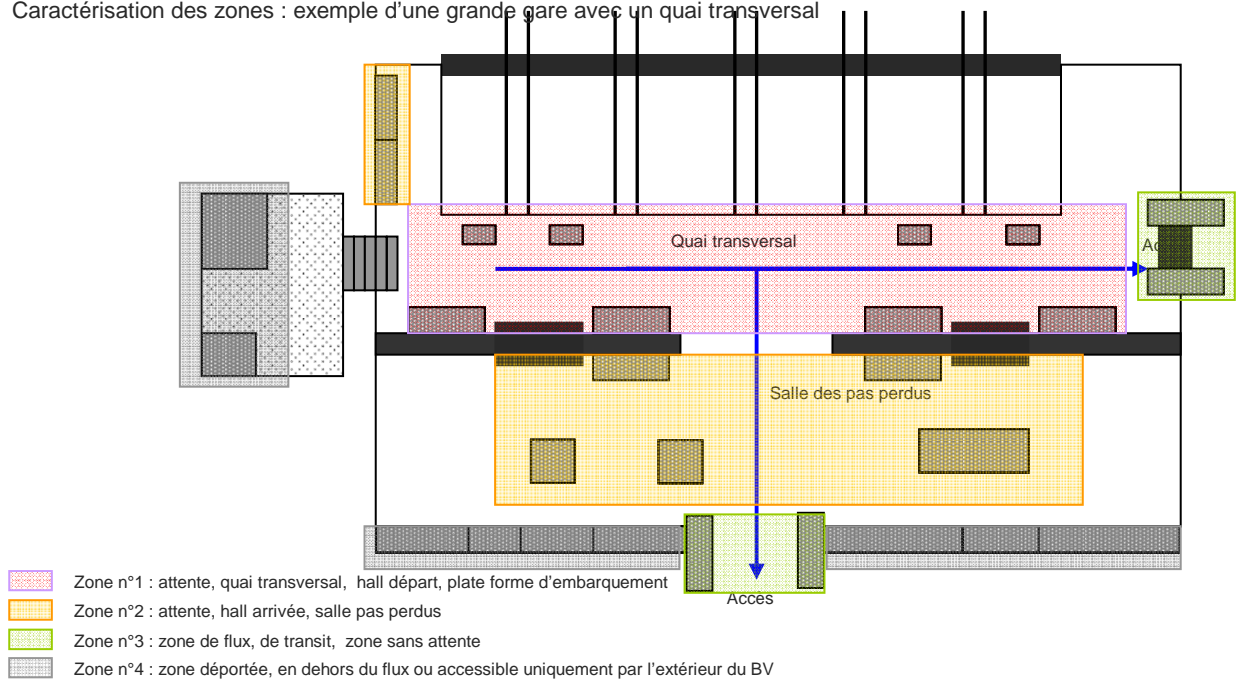 Caractérisation des zones : exemple d'une grande gare avec un quai transversal
Quai transversal
Salle des pas perdus
Accès
Zone n°1 : attente, quai transversal, hall départ, plate forme d'embarquement
Zone n°2 : attente, hall arrivée, salle pas perdus
Zone n°3 : zone de flux, de transit, zone sans attente
Zone n°4 : zone déportée, en dehors du flux ou accessible uniquement par l'extérieur du BV